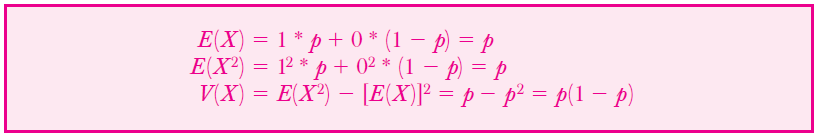 E(X) = 1 * p + 0 * (1 − p) = p
E(X²) = 1² * p + 0² * (1 − p) = p
V(X) = E(X²) − [E(X)]² = p − p² = p(1 − p)